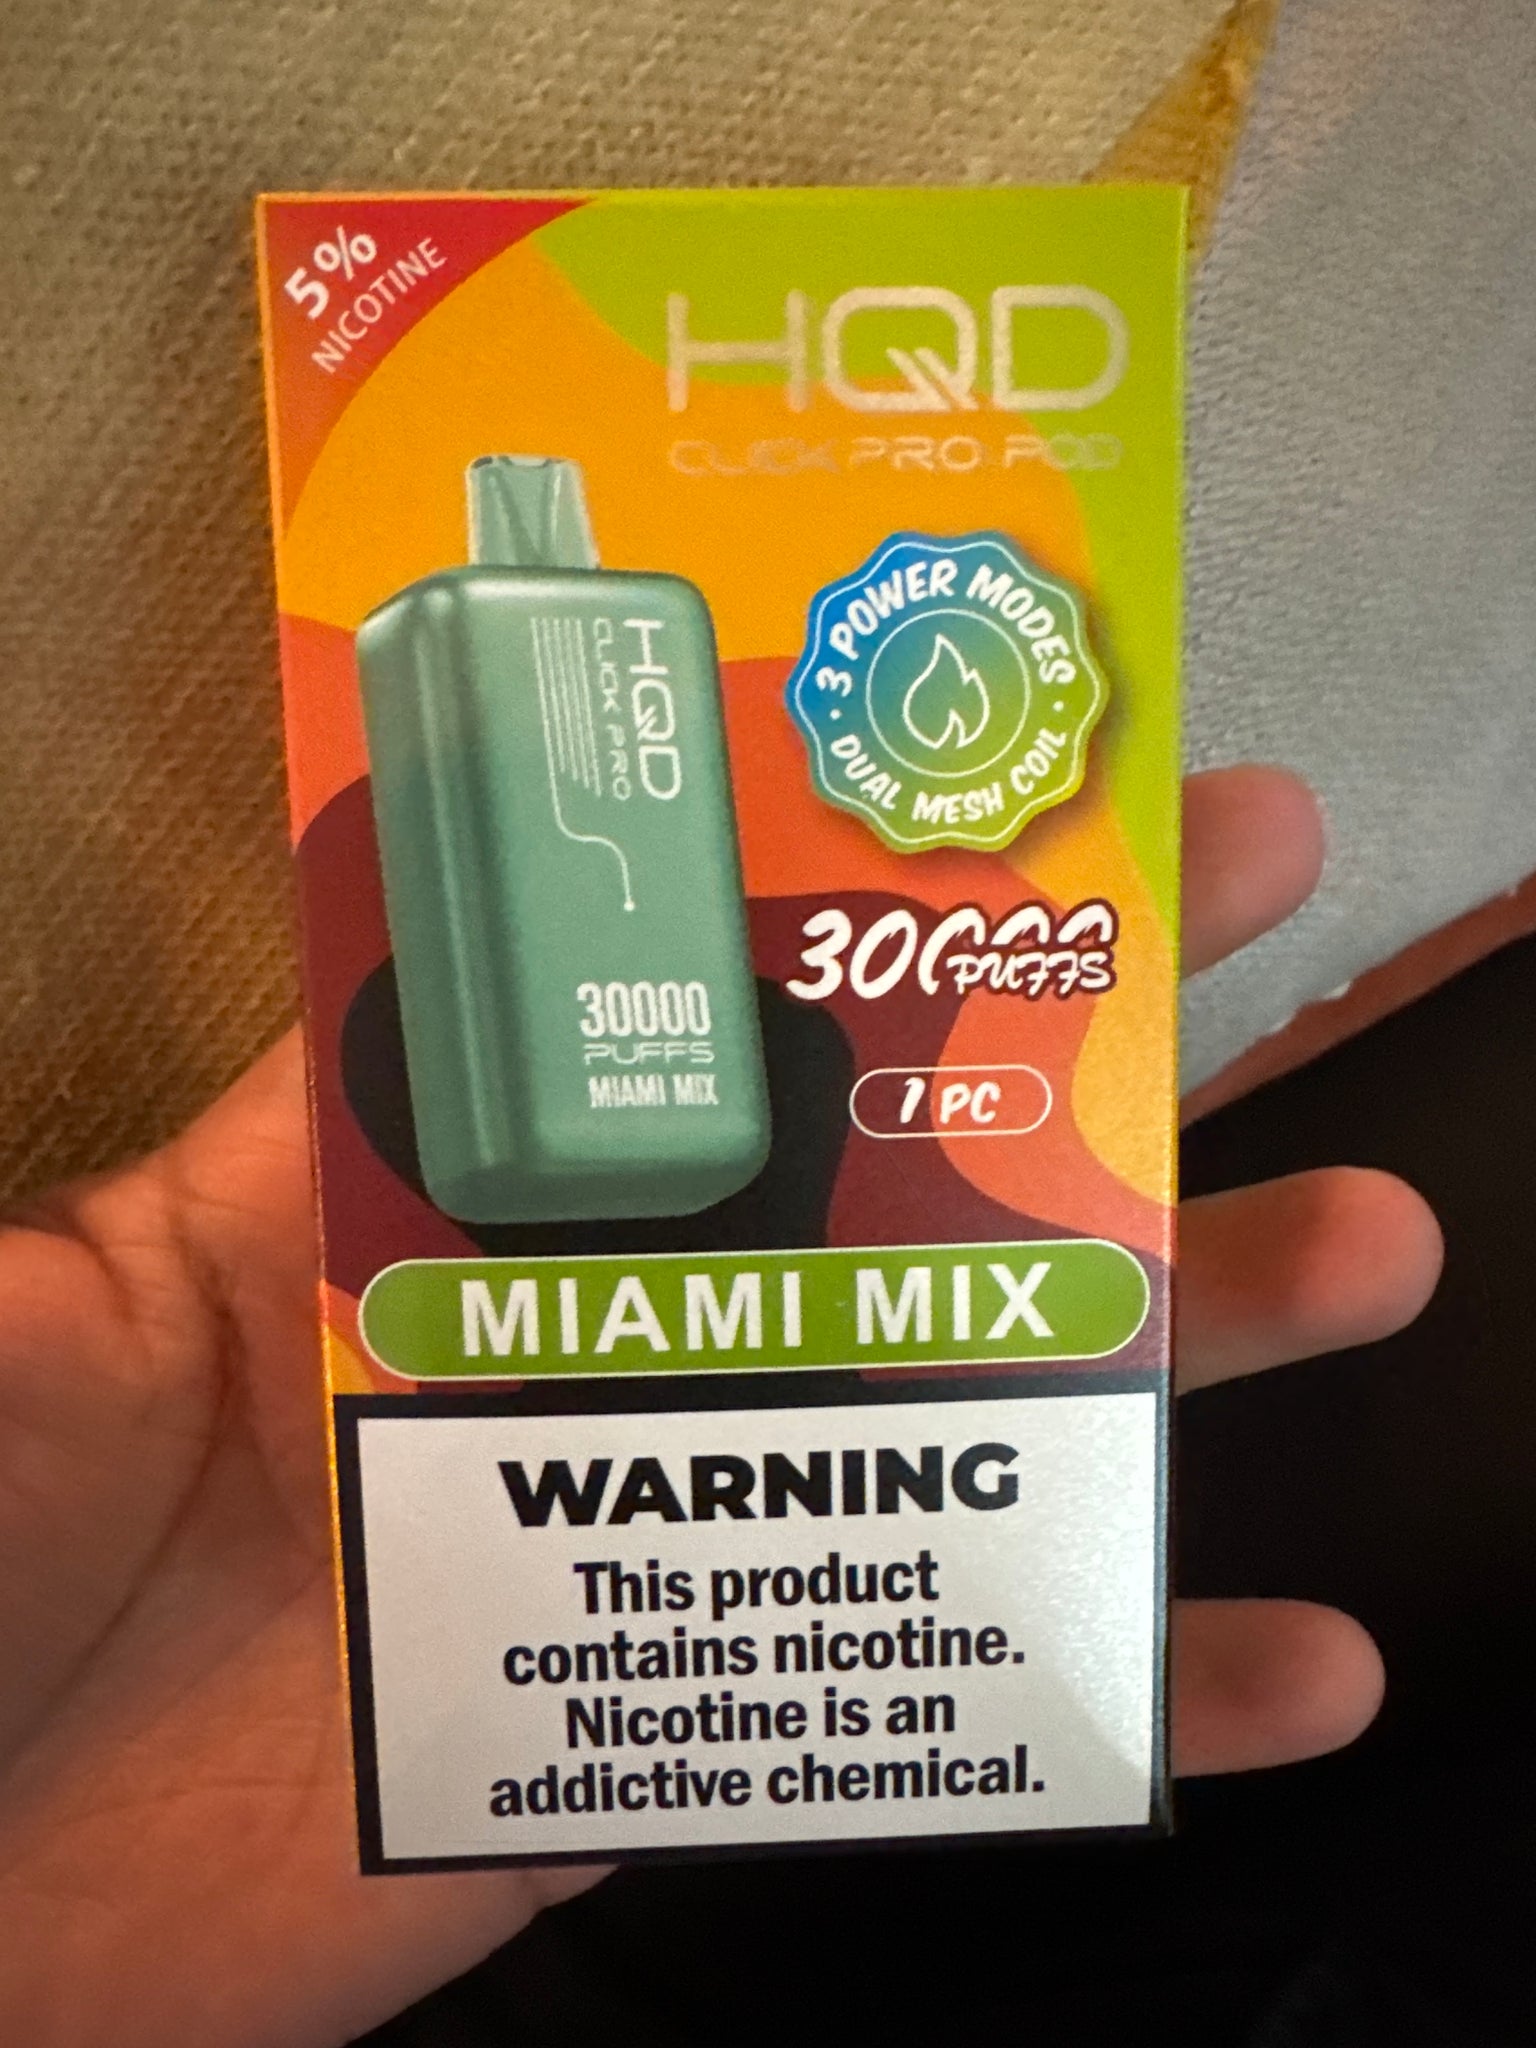 5%
NICOTINE
HQD
CLICK PRO POD
HQD
CLICK PRO
3 POWER MODES
· DUAL MESH COIL ·
30000
PUFFS
MIAMI MIX
30000
PUFFS
1 PC
MIAMI MIX
WARNING
This product
contains nicotine.
Nicotine is an
addictive chemical.